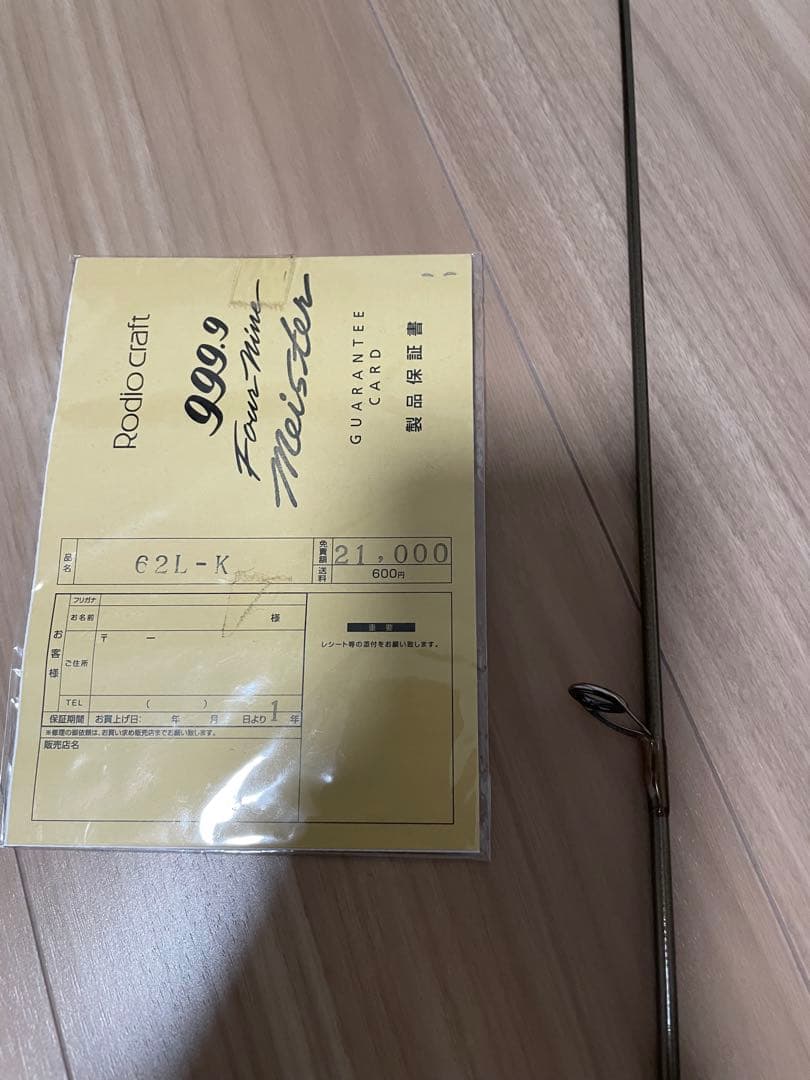 Rodio craft
999.9
Four Nine
Meister
GUARANTEE
CARD
製品保証書
品名
62L-K
免責額
21,000
送料
600円
お客様
フリガナ
お名前
様
ご住所
〒 ー
TEL
( )
保証期間
お買上げ日: 年 月 日より1年
※修理の御依頼は、お買い求め販売店までお願い致します。
販売店名
重要
レシート等の添付をお願い致します。